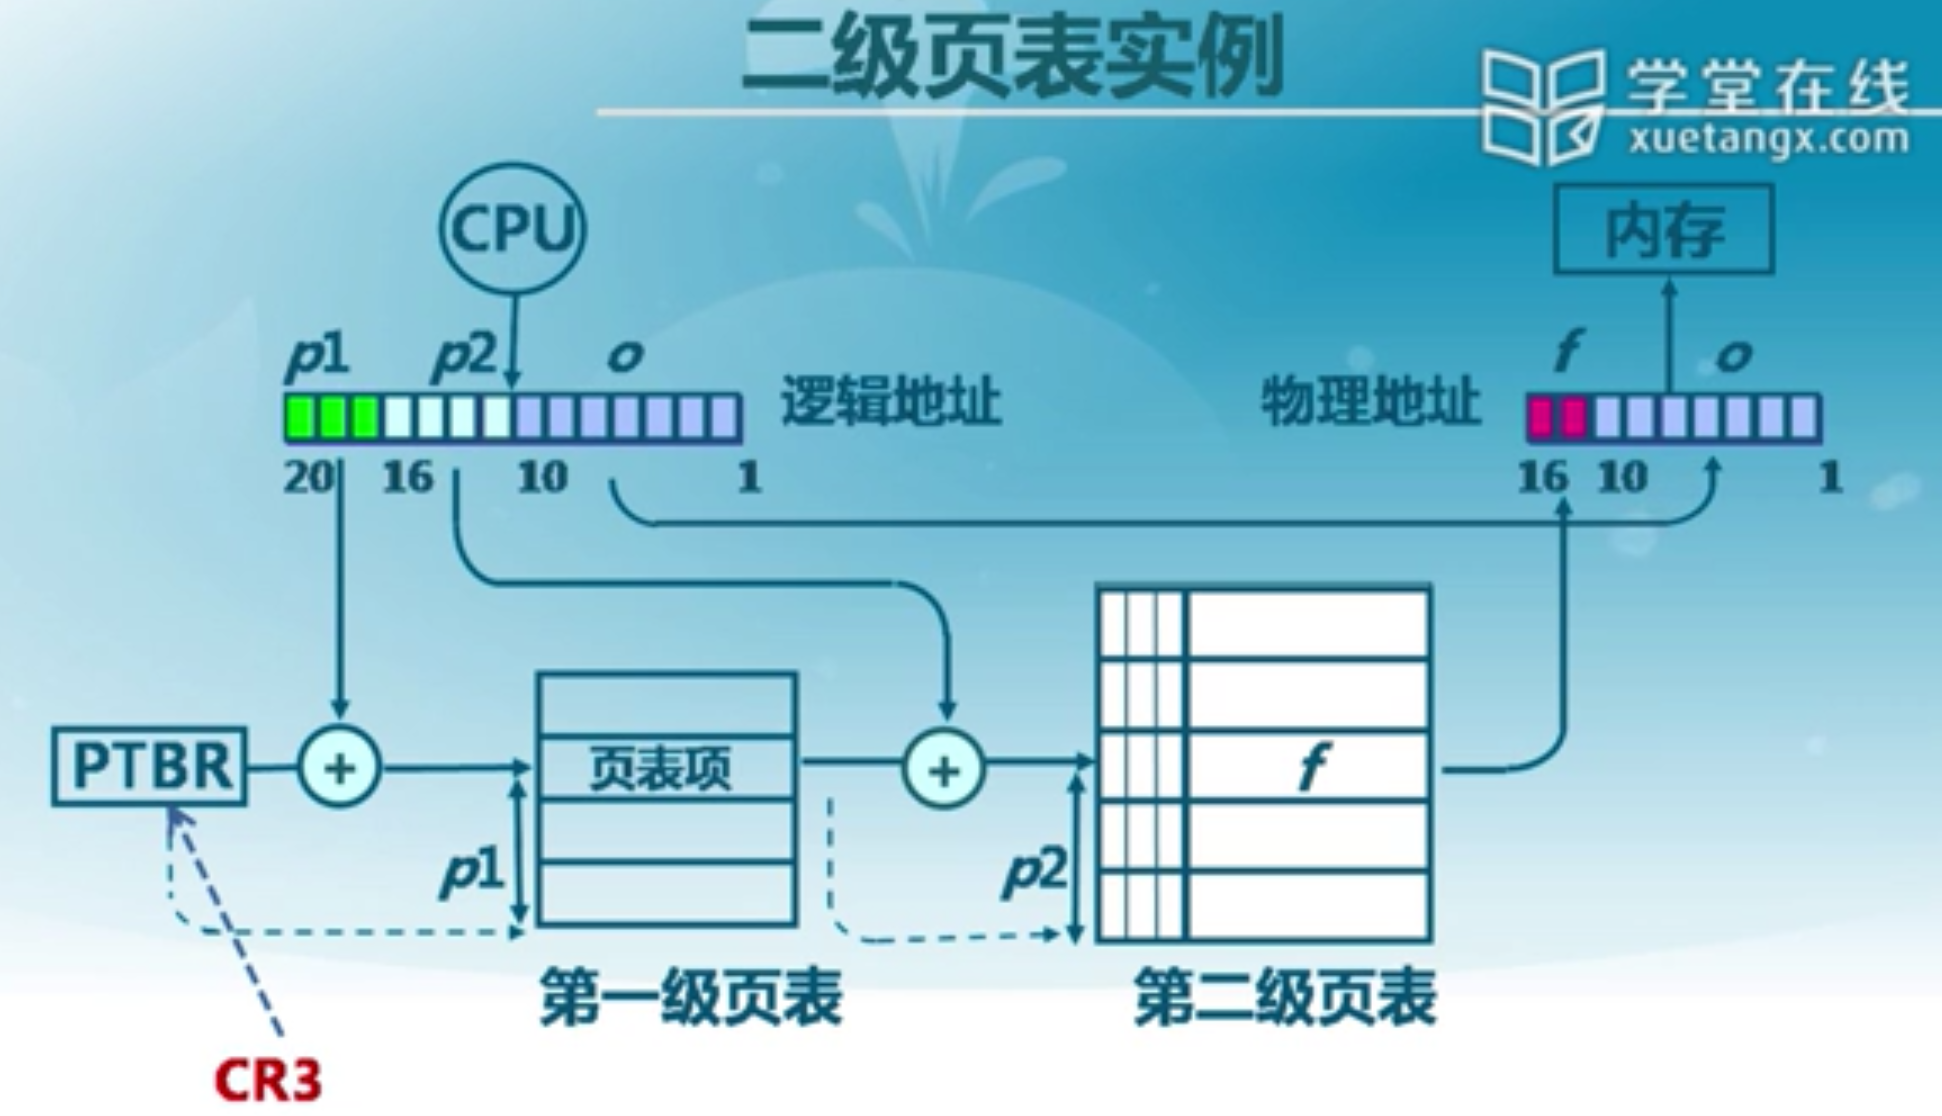 二级页表实例
学堂在线
xuetangx.com
CPU
内存
p1 p2 o
逻辑地址
物理地址
f o
20 16 10 1
16 10 1
PTBR
+
页表项
+
f
p1
p2
第一级页表
第二级页表
CR3